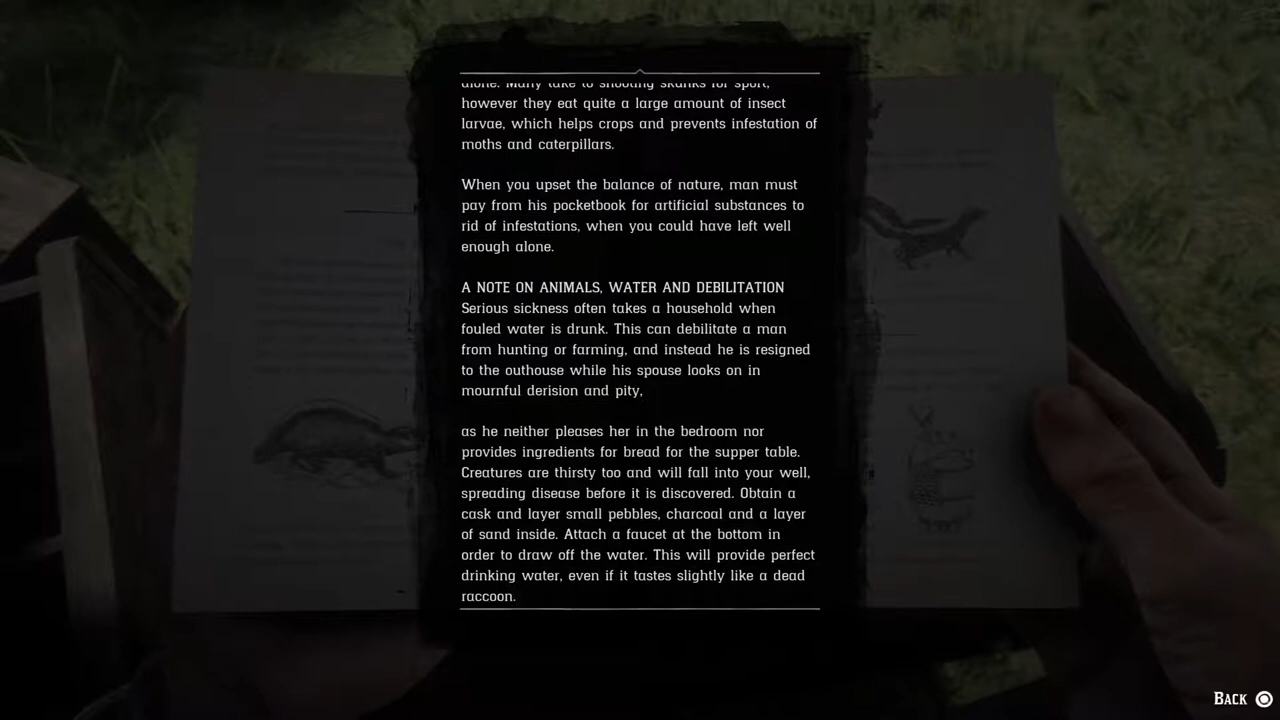 alone. Many take to shooting skunks for sport,
however they eat quite a large amount of insect
larvae, which helps crops and prevents infestation of
moths and caterpillars.
When you upset the balance of nature, man must
pay from his pocketbook for artificial substances to
rid of infestations, when you could have left well
enough alone.
A NOTE ON ANIMALS, WATER AND DEBILITATION
Serious sickness often takes a household when
fouled water is drunk. This can debilitate a man
from hunting or farming, and instead he is resigned
to the outhouse while his spouse looks on in
mournful derision and pity,
as he neither pleases her in the bedroom nor
provides ingredients for bread for the supper table.
Creatures are thirsty too and will fall into your well,
spreading disease before it is discovered. Obtain a
cask and layer small pebbles, charcoal and a layer
of sand inside. Attach a faucet at the bottom in
order to draw off the water. This will provide perfect
drinking water, even if it tastes slightly like a dead
raccoon.
BACK